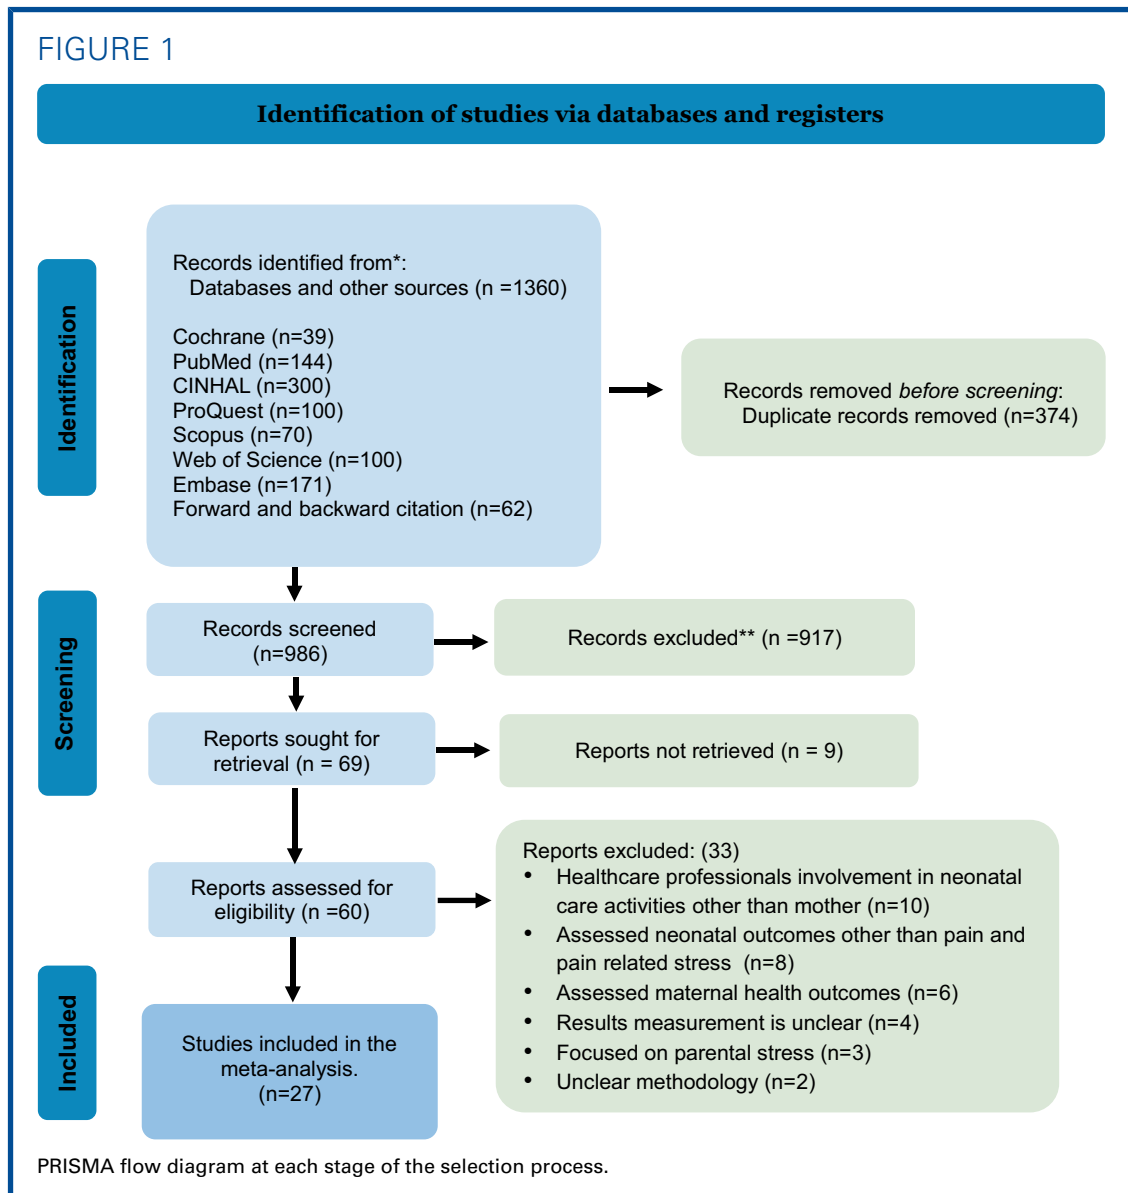 FIGURE 1
Identification of studies via databases and registers
Identification
Records identified from*:
Databases and other sources (n =1360)
Cochrane (n=39)
PubMed (n=144)
CINHAL (n=300)
ProQuest (n=100)
Scopus (n=70)
Web of Science (n=100)
Embase (n=171)
Forward and backward citation (n=62)
Records removed before screening:
Duplicate records removed (n=374)
Screening
Records screened
(n=986)
Records excluded** (n =917)
Reports sought for
retrieval (n = 69)
Reports not retrieved (n = 9)
Reports assessed for
eligibility (n =60)
Reports excluded: (33)
• Healthcare professionals involvement in neonatal
care activities other than mother (n=10)
• Assessed neonatal outcomes other than pain and
pain related stress (n=8)
• Assessed maternal health outcomes (n=6)
• Results measurement is unclear (n=4)
• Focused on parental stress (n=3)
• Unclear methodology (n=2)
Included
Studies included in the
meta-analysis.
(n=27)
PRISMA flow diagram at each stage of the selection process.